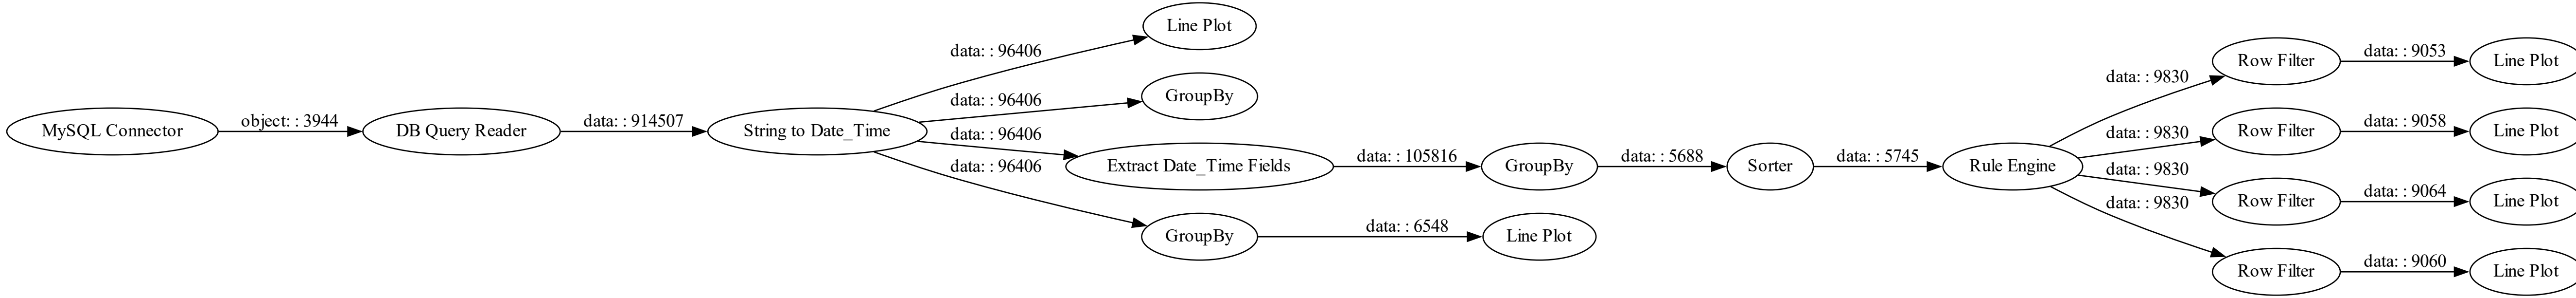 MySQL Connector
object: : 3944
DB Query Reader
data: : 914507
String to Date_Time
data: : 96406
Line Plot
data: : 96406
GroupBy
data: : 96406
Extract Date_Time Fields
data: : 105816
GroupBy
data: : 5688
Sorter
data: : 5745
Rule Engine
data: : 96406
GroupBy
data: : 6548
Line Plot
data: : 9830
Row Filter
data: : 9053
Line Plot
data: : 9830
Row Filter
data: : 9058
Line Plot
data: : 9830
Row Filter
data: : 9064
Line Plot
data: : 9830
Row Filter
data: : 9060
Line Plot